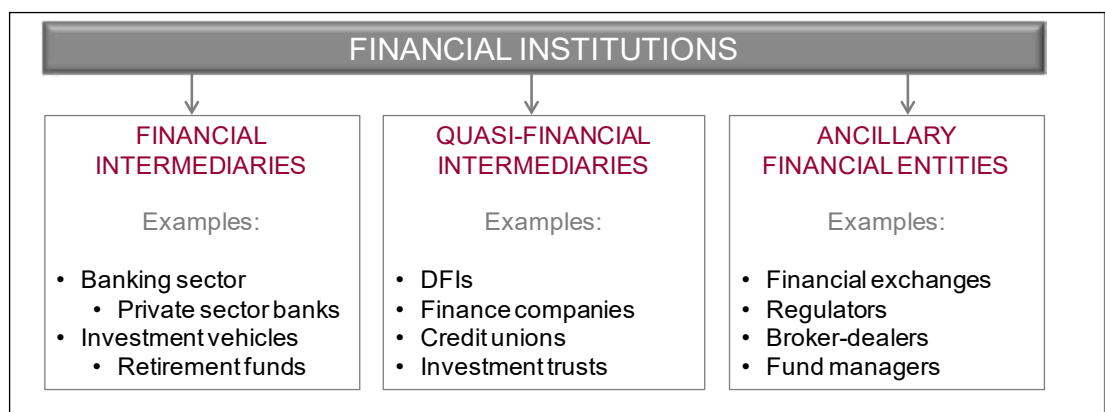 FINANCIAL INSTITUTIONS
FINANCIAL
INTERMEDIARIES
Examples:
• Banking sector
• Private sector banks
• Investment vehicles
• Retirement funds
QUASI-FINANCIAL
INTERMEDIARIES
Examples:
• DFIs
• Finance companies
• Credit unions
• Investment trusts
ANCILLARY
FINANCIAL ENTITIES
Examples:
• Financial exchanges
• Regulators
• Broker-dealers
• Fund managers